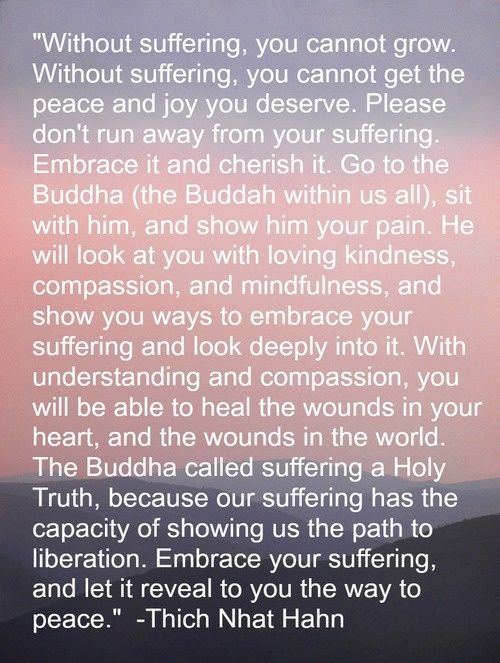 "Without suffering, you cannot grow.
Without suffering, you cannot get the
peace and joy you deserve. Please
don't run away from your suffering.
Embrace it and cherish it. Go to the
Buddha (the Buddah within us all), sit
with him, and show him your pain. He
will look at you with loving kindness,
compassion, and mindfulness, and
show you ways to embrace your
suffering and look deeply into it. With
understanding and compassion, you
will be able to heal the wounds in your
heart, and the wounds in the world.
The Buddha called suffering a Holy
Truth, because our suffering has the
capacity of showing us the path to
liberation. Embrace your suffering,
and let it reveal to you the way to
peace."  -Thich Nhat Hahn